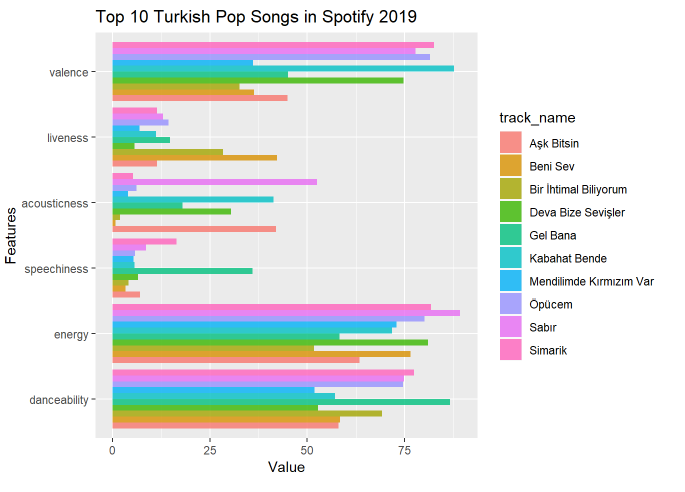 Top 10 Turkish Pop Songs in Spotify 2019
Features
valence
liveness
acousticness
speechiness
energy
danceability
0 25 50 75
Value
track_name
Aşk Bitsin
Beni Sev
Bir İhtimal Biliyorum
Deva Bize Sevişler
Gel Bana
Kabahat Bende
Mendilimde Kırmızım Var
Öpücem
Sabır
Simarik